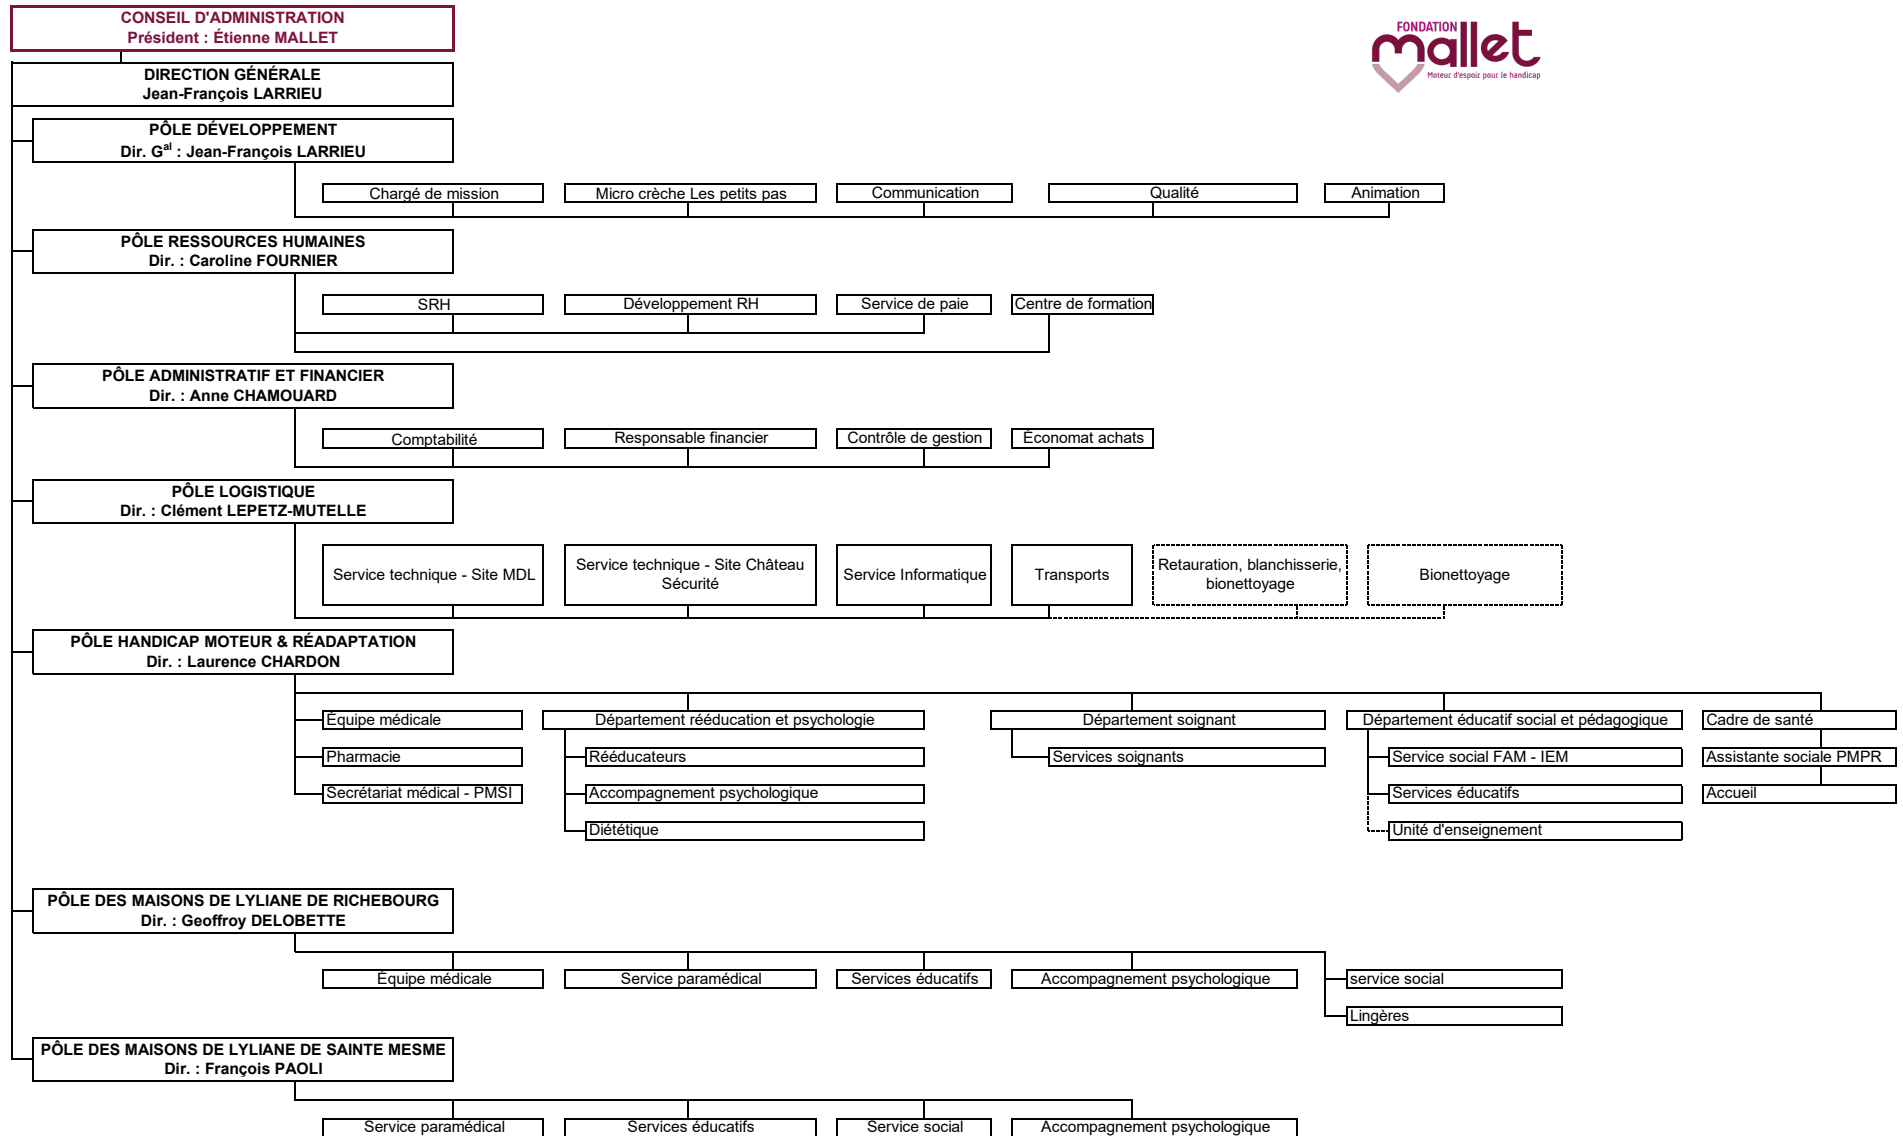 CONSEIL D'ADMINISTRATION
Président : Étienne MALLET
FONDATION
mallet
Moteur d'espoir pour le handicap
DIRECTION GÉNÉRALE
Jean-François LARRIEU
PÔLE DÉVELOPPEMENT
Dir. Gal : Jean-François LARRIEU
Chargé de mission
Micro crèche Les petits pas
Communication
Qualité
Animation
PÔLE RESSOURCES HUMAINES
Dir. : Caroline FOURNIER
SRH
Développement RH
Service de paie
Centre de formation
PÔLE ADMINISTRATIF ET FINANCIER
Dir. : Anne CHAMOUARD
Comptabilité
Responsable financier
Contrôle de gestion
Économat achats
PÔLE LOGISTIQUE
Dir. : Clément LEPETZ-MUTELLE
Service technique - Site MDL
Service technique - Site Château
Sécurité
Service Informatique
Transports
Retauration, blanchisserie,
bionettoyage
Bionettoyage
PÔLE HANDICAP MOTEUR & RÉADAPTATION
Dir. : Laurence CHARDON
Équipe médicale
Département rééducation et psychologie
Département soignant
Département éducatif social et pédagogique
Cadre de santé
Pharmacie
Rééducateurs
Services soignants
Service social FAM - IEM
Assistante sociale PMPR
Secrétariat médical - PMSI
Accompagnement psychologique
Services éducatifs
Accueil
Diététique
Unité d'enseignement
PÔLE DES MAISONS DE LYLIANE DE RICHEBOURG
Dir. : Geoffroy DELOBETTE
Équipe médicale
Service paramédical
Services éducatifs
Accompagnement psychologique
service social
Lingères
PÔLE DES MAISONS DE LYLIANE DE SAINTE MESME
Dir. : François PAOLI
Service paramédical
Services éducatifs
Service social
Accompagnement psychologique